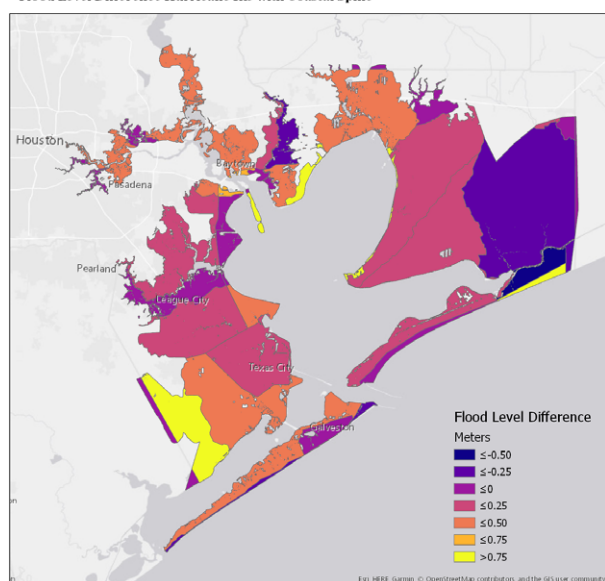 Houston
Baytown
Pasadena
Pearland
League City
Texas City
Galveston
Flood Level Difference
Meters
≤-0.50
≤-0.25
≤0
≤0.25
≤0.50
≤0.75
>0.75
Esri, HERE, Garmin, © OpenStreetMap contributors, and the GIS user community